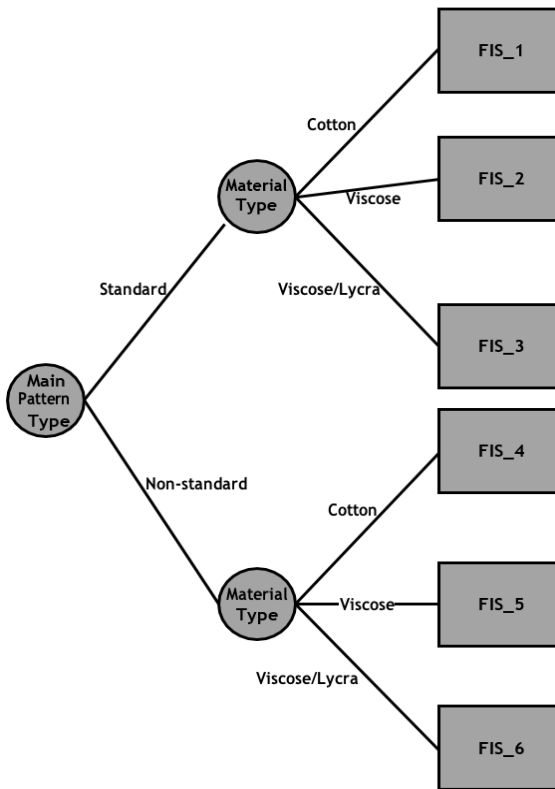 FIS_1
Cotton
FIS_2
Material
Type
Viscose
Standard
Viscose/Lycra
FIS_3
Main
Pattern
Type
FIS_4
Non-standard
Cotton
Material
Type
Viscose
FIS_5
Viscose/Lycra
FIS_6